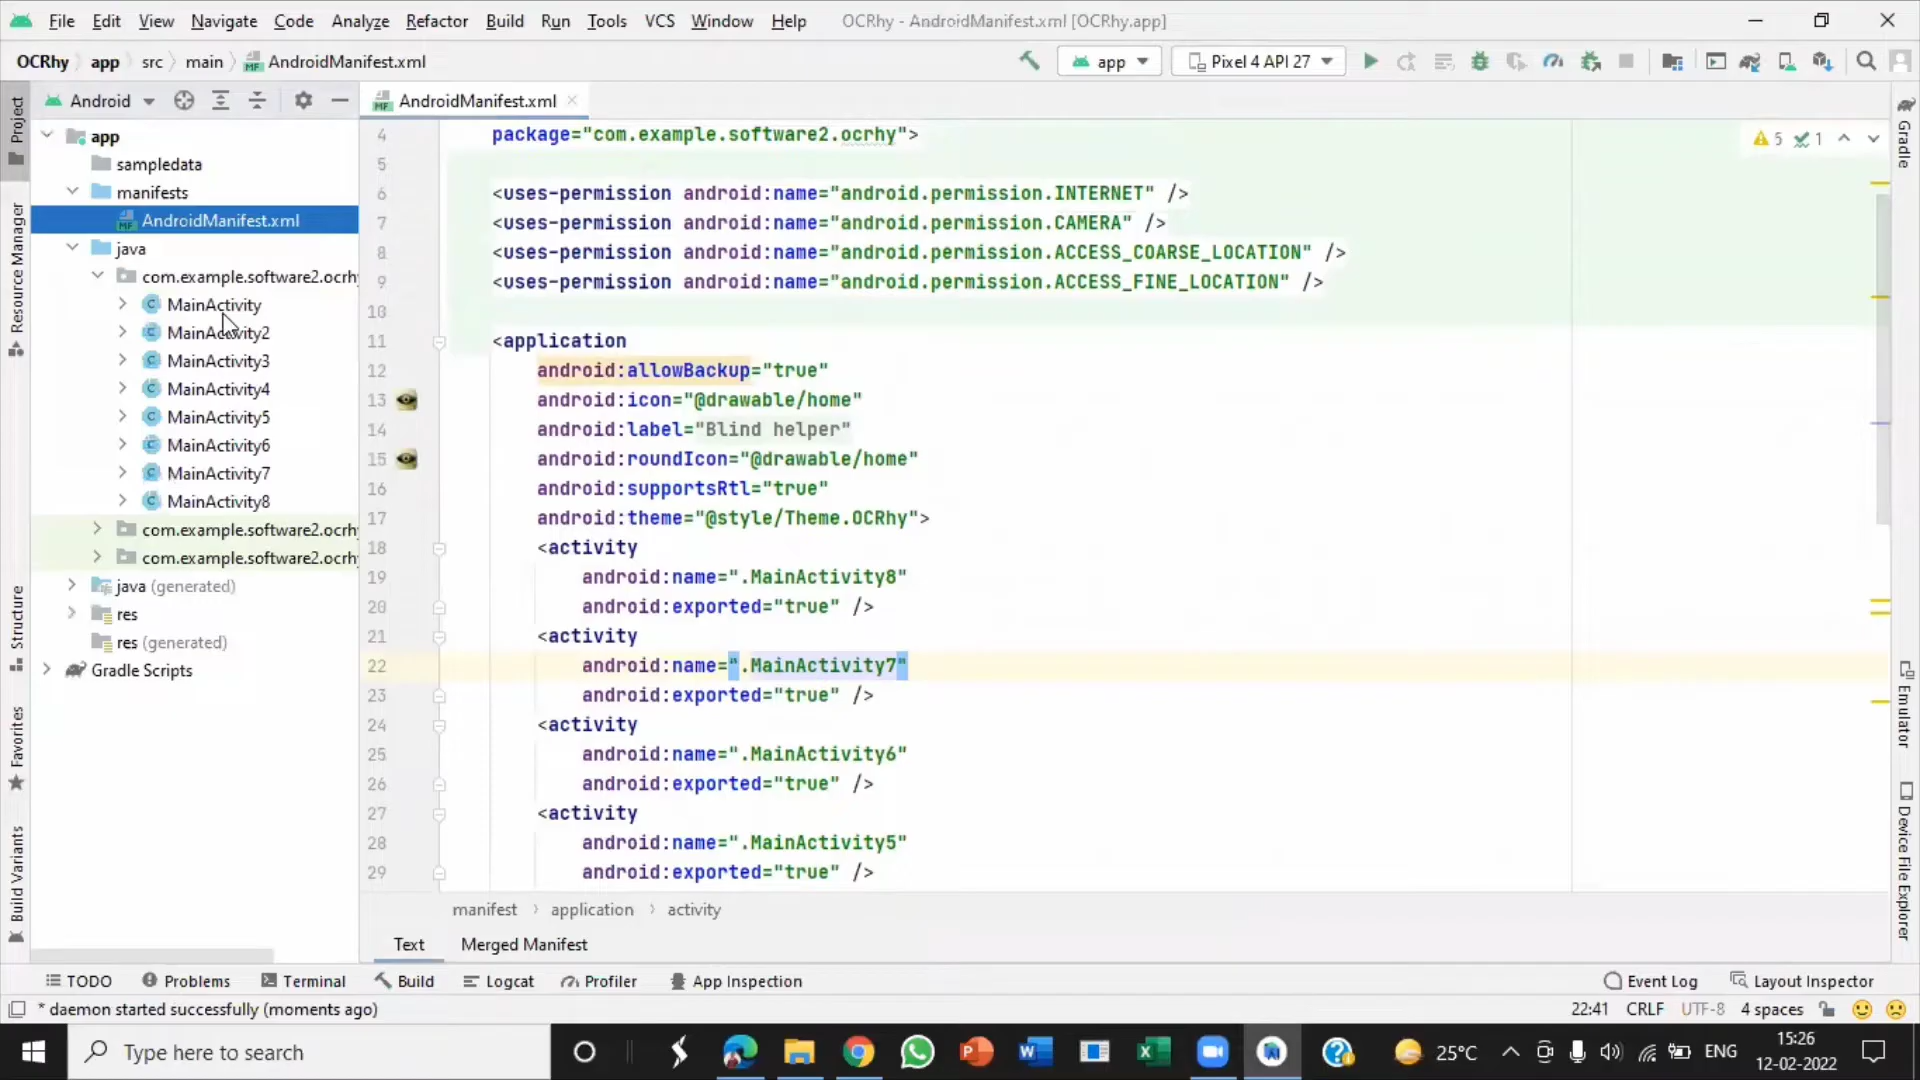 File Edit View Navigate Code Analyze Refactor Build Run Tools VCS Window Help OCRhy - AndroidManifest.xml [OCRhy.app]
OCRhy app src main AndroidManifest.xml app Pixel 4 API 27
Android AndroidManifest.xml
Project
Resource Manager
Structure
Favorites
Build Variants
app
sampledata
manifests
AndroidManifest.xml
java
com.example.software2.ocrhy
MainActivity
MainActivity2
MainActivity3
MainActivity4
MainActivity5
MainActivity6
MainActivity7
MainActivity8
com.example.software2.ocrhy
com.example.software2.ocrhy
java (generated)
res
res (generated)
Gradle Scripts
5 1
4 package="com.example.software2.ocrhy">
5
6 <uses-permission android:name="android.permission.INTERNET" />
7 <uses-permission android:name="android.permission.CAMERA" />
8 <uses-permission android:name="android.permission.ACCESS_COARSE_LOCATION" />
9 <uses-permission android:name="android.permission.ACCESS_FINE_LOCATION" />
10
11 <application
12 android:allowBackup="true"
13 android:icon="@drawable/home"
14 android:label="Blind helper"
15 android:roundIcon="@drawable/home"
16 android:supportsRtl="true"
17 android:theme="@style/Theme.OCRhy">
18 <activity
19 android:name=".MainActivity8"
20 android:exported="true" />
21 <activity
22 android:name=".MainActivity7"
23 android:exported="true" />
24 <activity
25 android:name=".MainActivity6"
26 android:exported="true" />
27 <activity
28 android:name=".MainActivity5"
29 android:exported="true" />
manifest application activity
Text Merged Manifest
Gradle
Emulator
Device File Explorer
TODO Problems Terminal Build Logcat Profiler App Inspection Event Log Layout Inspector
* daemon started successfully (moments ago) 22:41 CRLF UTF-8 4 spaces
Type here to search 25°C ENG 15:26
12-02-2022